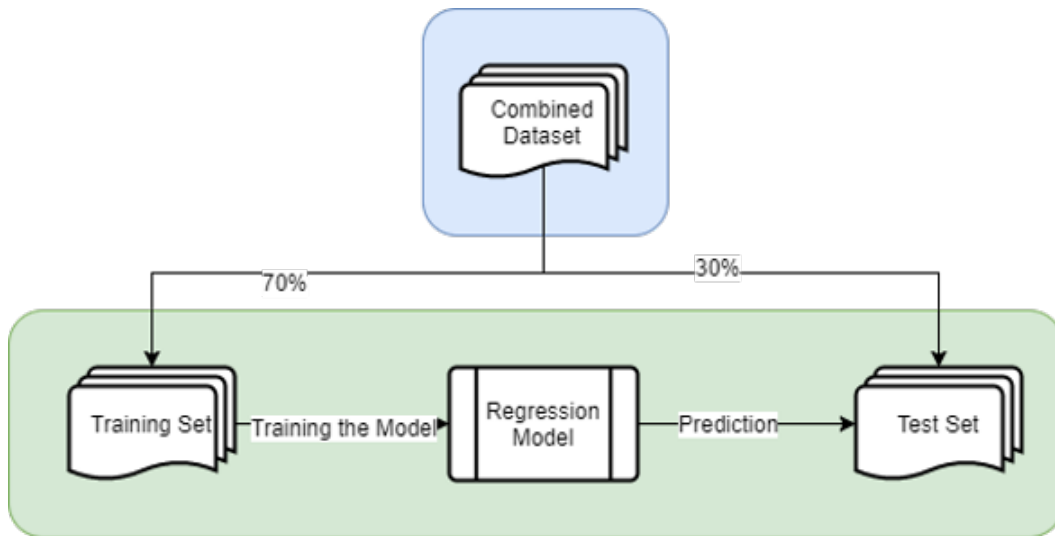 Combined
Dataset
70%
30%
Training Set
Training the Model
Regression
Model
Prediction
Test Set